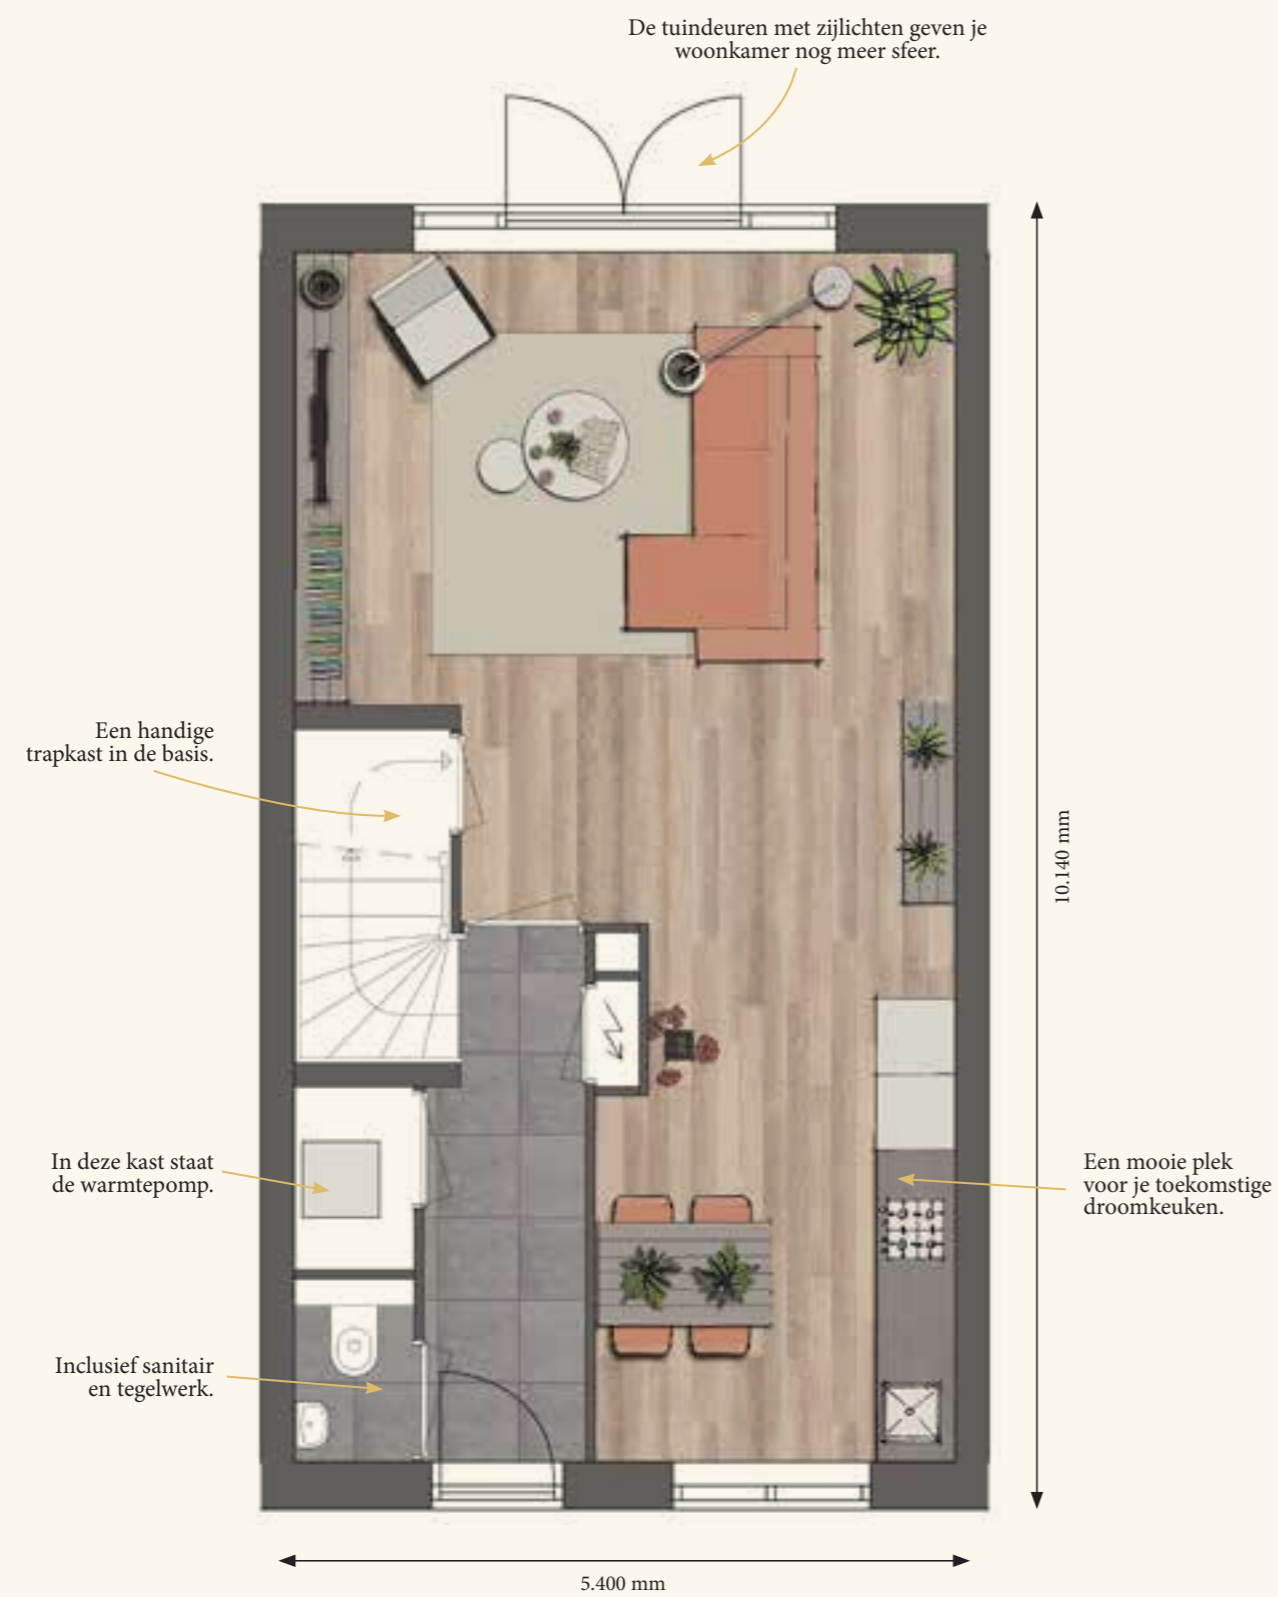 De tuindeuren met zijlichten geven je
woonkamer nog meer sfeer.
Een handige
trapkast in de basis.
10.140 mm
In deze kast staat
de warmtepomp.
Een mooie plek
voor je toekomstige
droomkeuken.
Inclusief sanitair
en tegelwerk.
5.400 mm